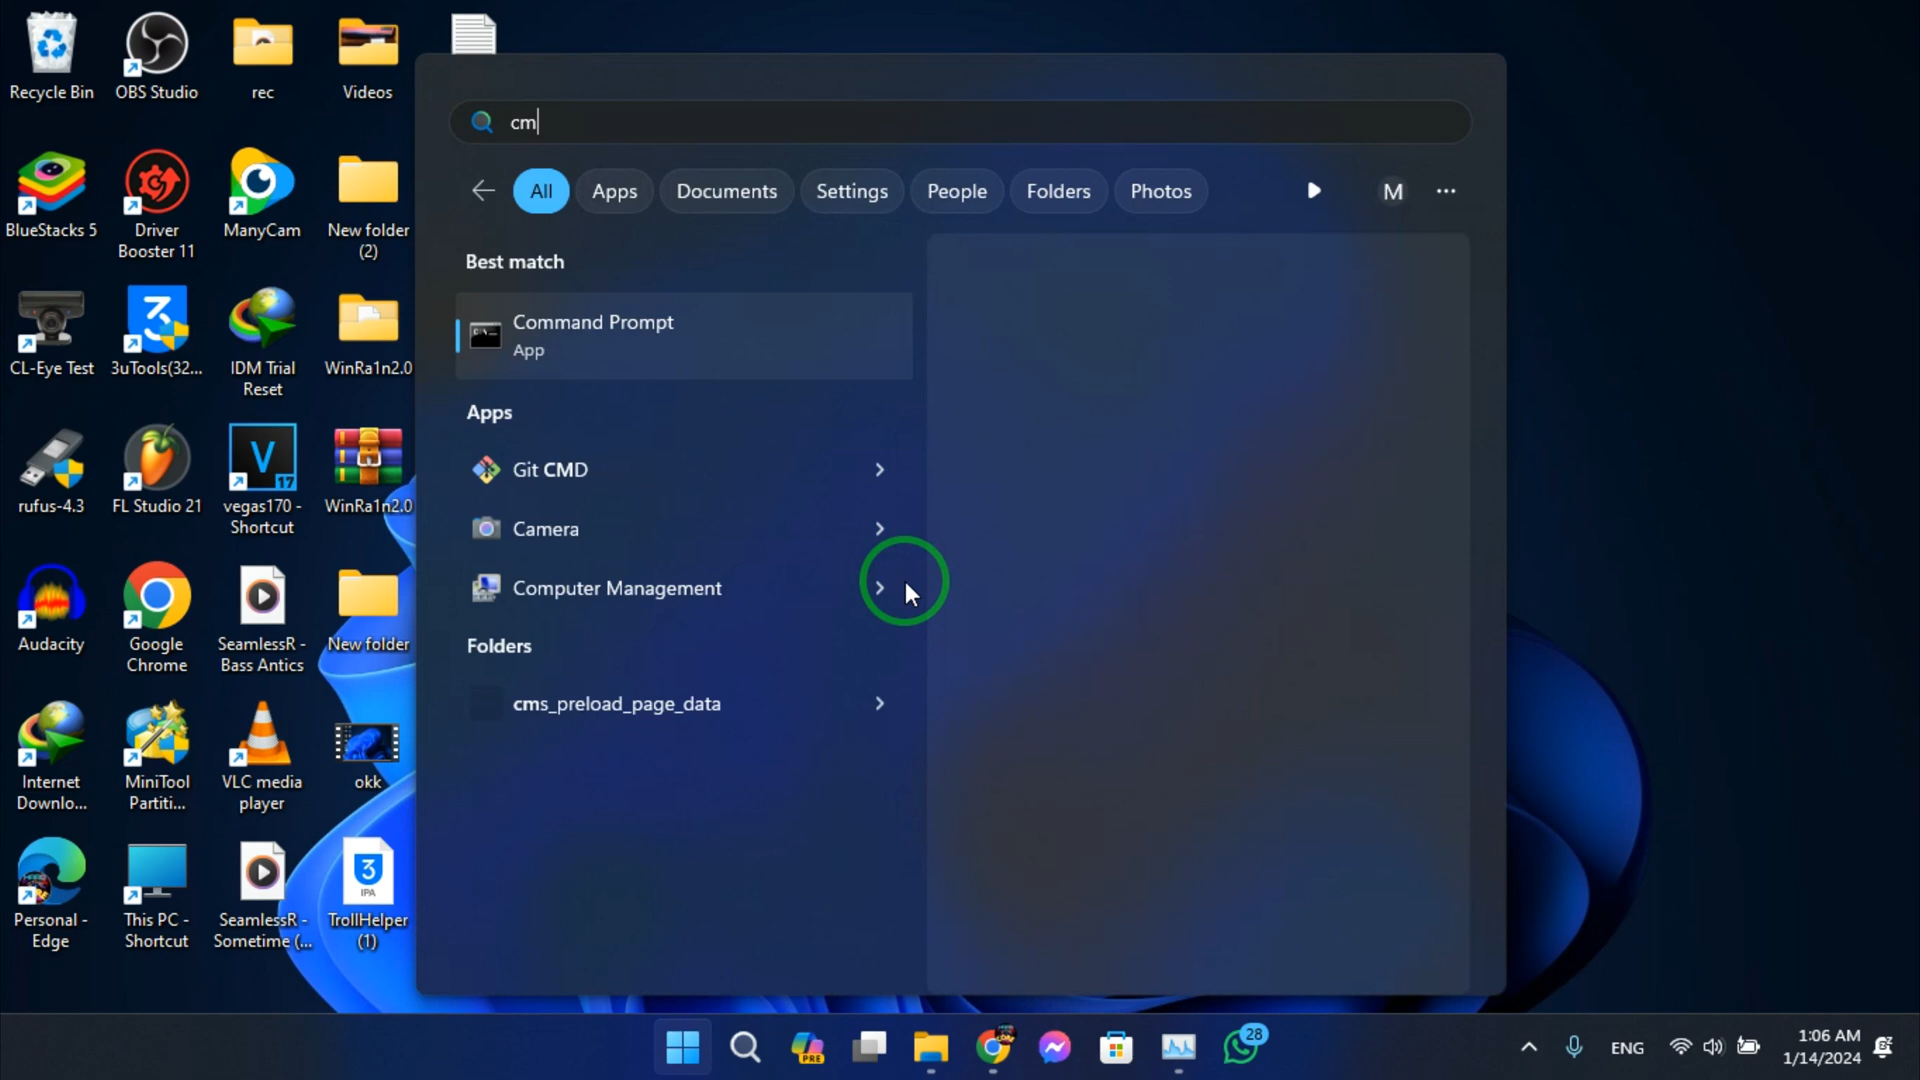 Recycle Bin
OBS Studio
rec
Videos
BlueStacks 5
Driver
Booster 11
ManyCam
New folder
(2)
CL-Eye Test
3uTools(32...
IDM Trial
Reset
WinRa1n2.0
rufus-4.3
FL Studio 21
V
17
vegas170 -
Shortcut
WinRa1n2.0
Audacity
Google
Chrome
SeamlessR -
Bass Antics
New folder
Internet
Downlo...
MiniTool
Partiti...
VLC media
player
okk
Personal -
Edge
This PC -
Shortcut
SeamlessR -
Sometime (...
3
IPA
TrollHelper
(1)
cm
All
Apps
Documents
Settings
People
Folders
Photos
M
Best match
Command Prompt
App
Apps
Git CMD
Camera
Computer Management
Folders
cms_preload_page_data
PRE
28
ENG
1:06 AM
1/14/2024